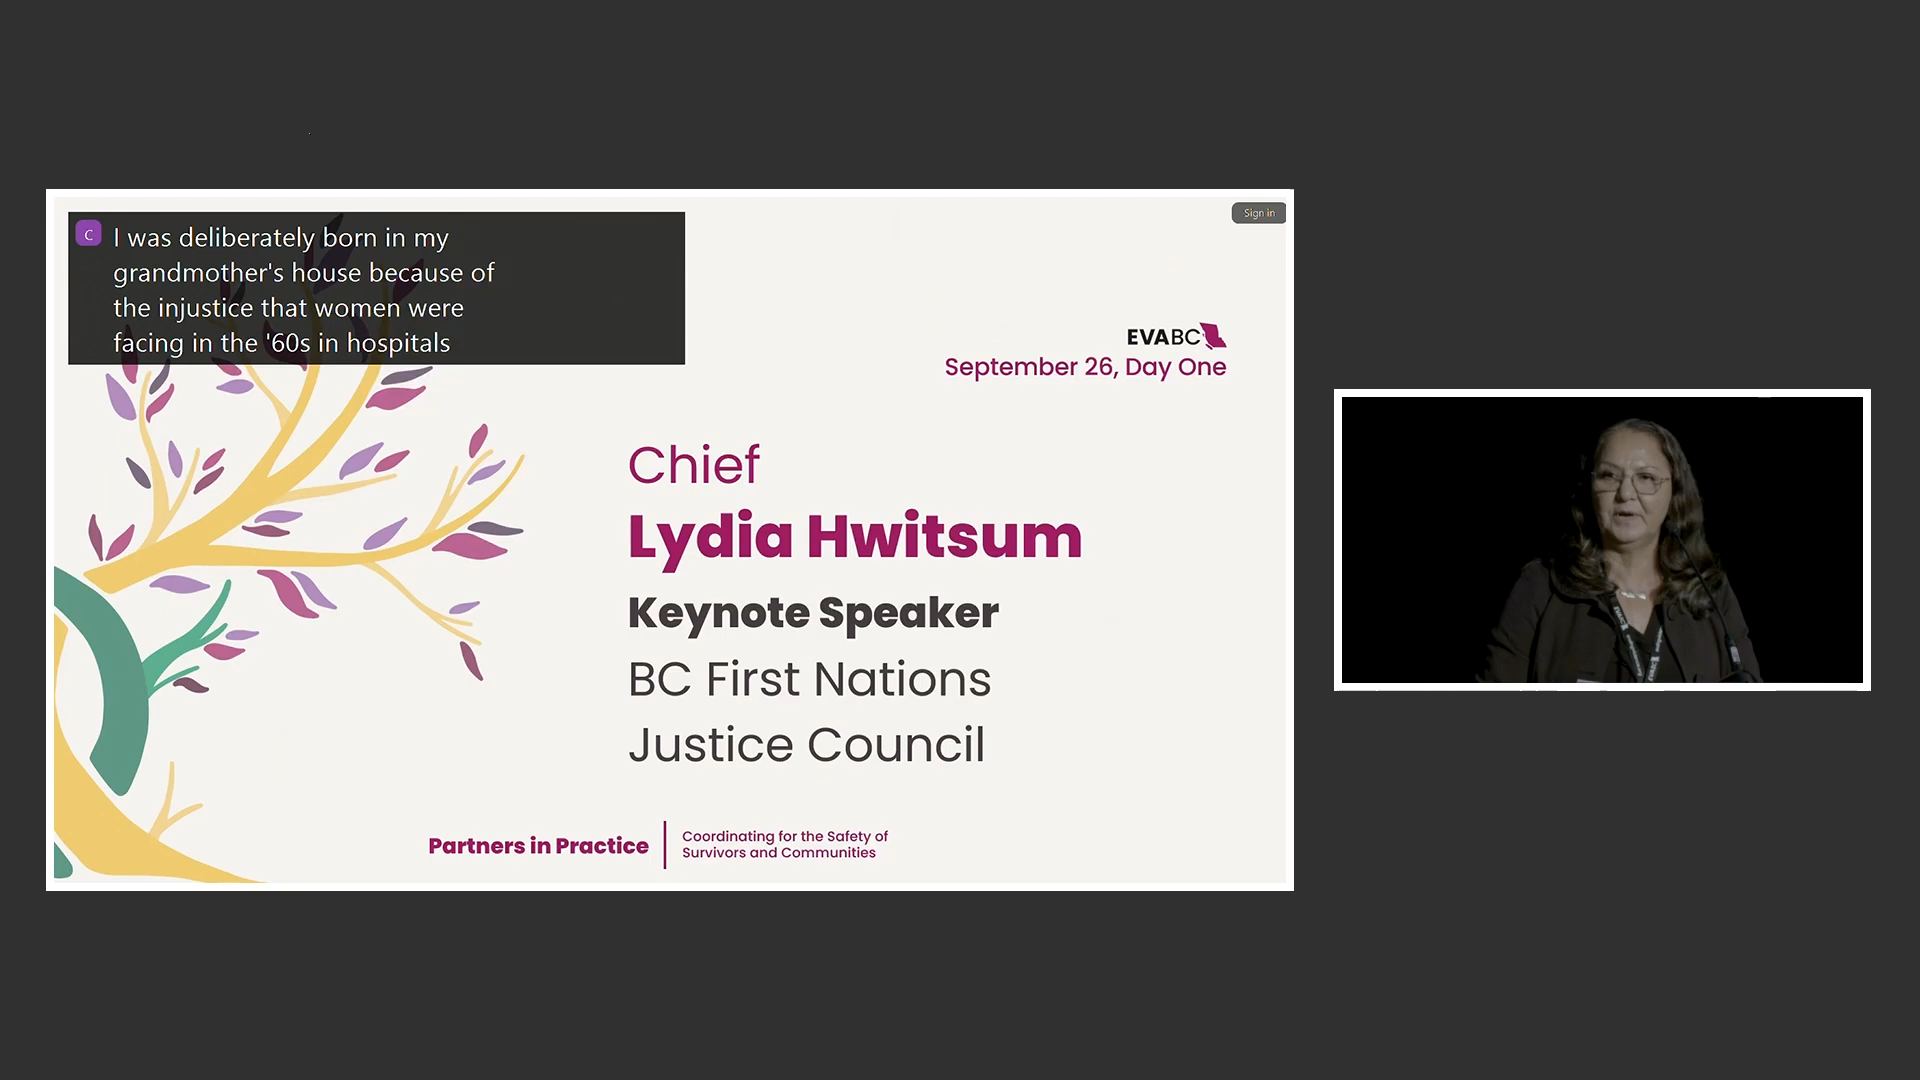 C
I was deliberately born in my
grandmother's house because of
the injustice that women were
facing in the '60s in hospitals
Sign in
EVABC
September 26, Day One
Chief
Lydia Hwitsum
Keynote Speaker
BC First Nations
Justice Council
Partners in Practice
Coordinating for the Safety of
Survivors and Communities